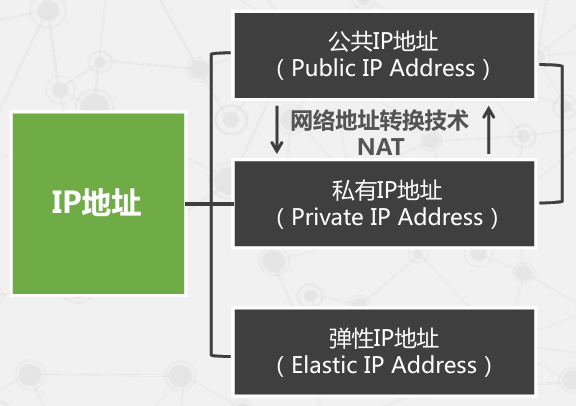 IP地址
公共IP地址
（Public IP Address）
网络地址转换技术
NAT
私有IP地址
（Private IP Address）
弹性IP地址
（Elastic IP Address）